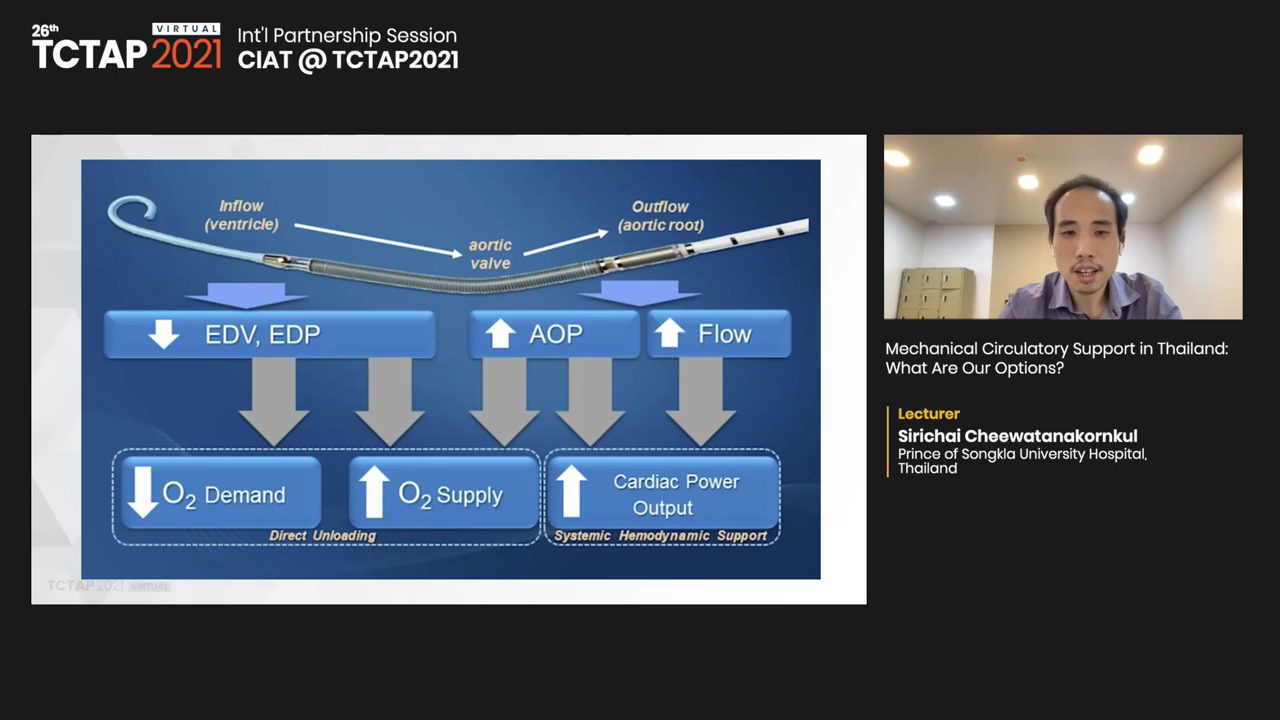 26th
VIRTUAL
TCTAP 2021
Int'l Partnership Session
CIAT @ TCTAP2021
Inflow
(ventricle)
aortic
valve
Outflow
(aortic root)
EDV, EDP
AOP
Flow
O2 Demand
O2 Supply
Cardiac Power
Output
Direct Unloading
Systemic Hemodynamic Support
TCTAP 2021 VIRTUAL
Mechanical Circulatory Support in Thailand:
What Are Our Options?
Lecturer
Sirichai Cheewatanakornkul
Prince of Songkla University Hospital,
Thailand